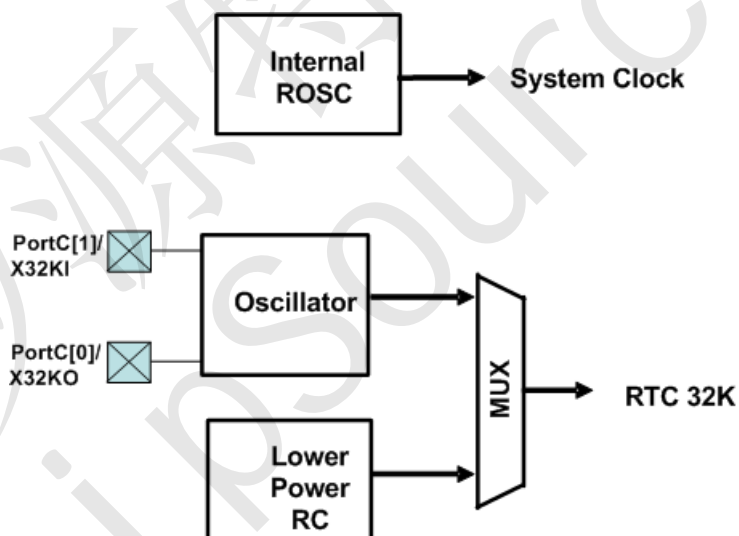 Internal
ROSC
System Clock
PortC[1]/
X32KI
Oscillator
PortC[0]/
X32KO
MUX
RTC 32K
Lower
Power
RC